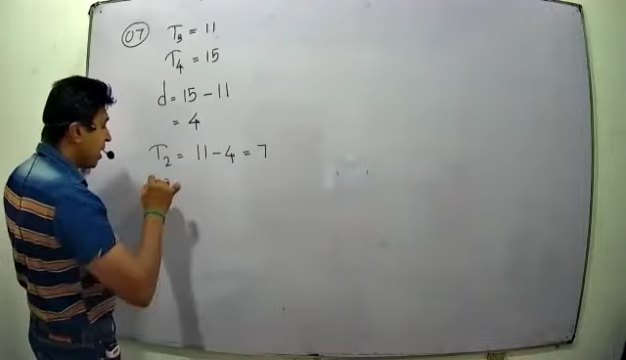 07 T₃ = 11
T₄ = 15
d = 15 - 11
= 4
T₂ = 11 - 4 = 7